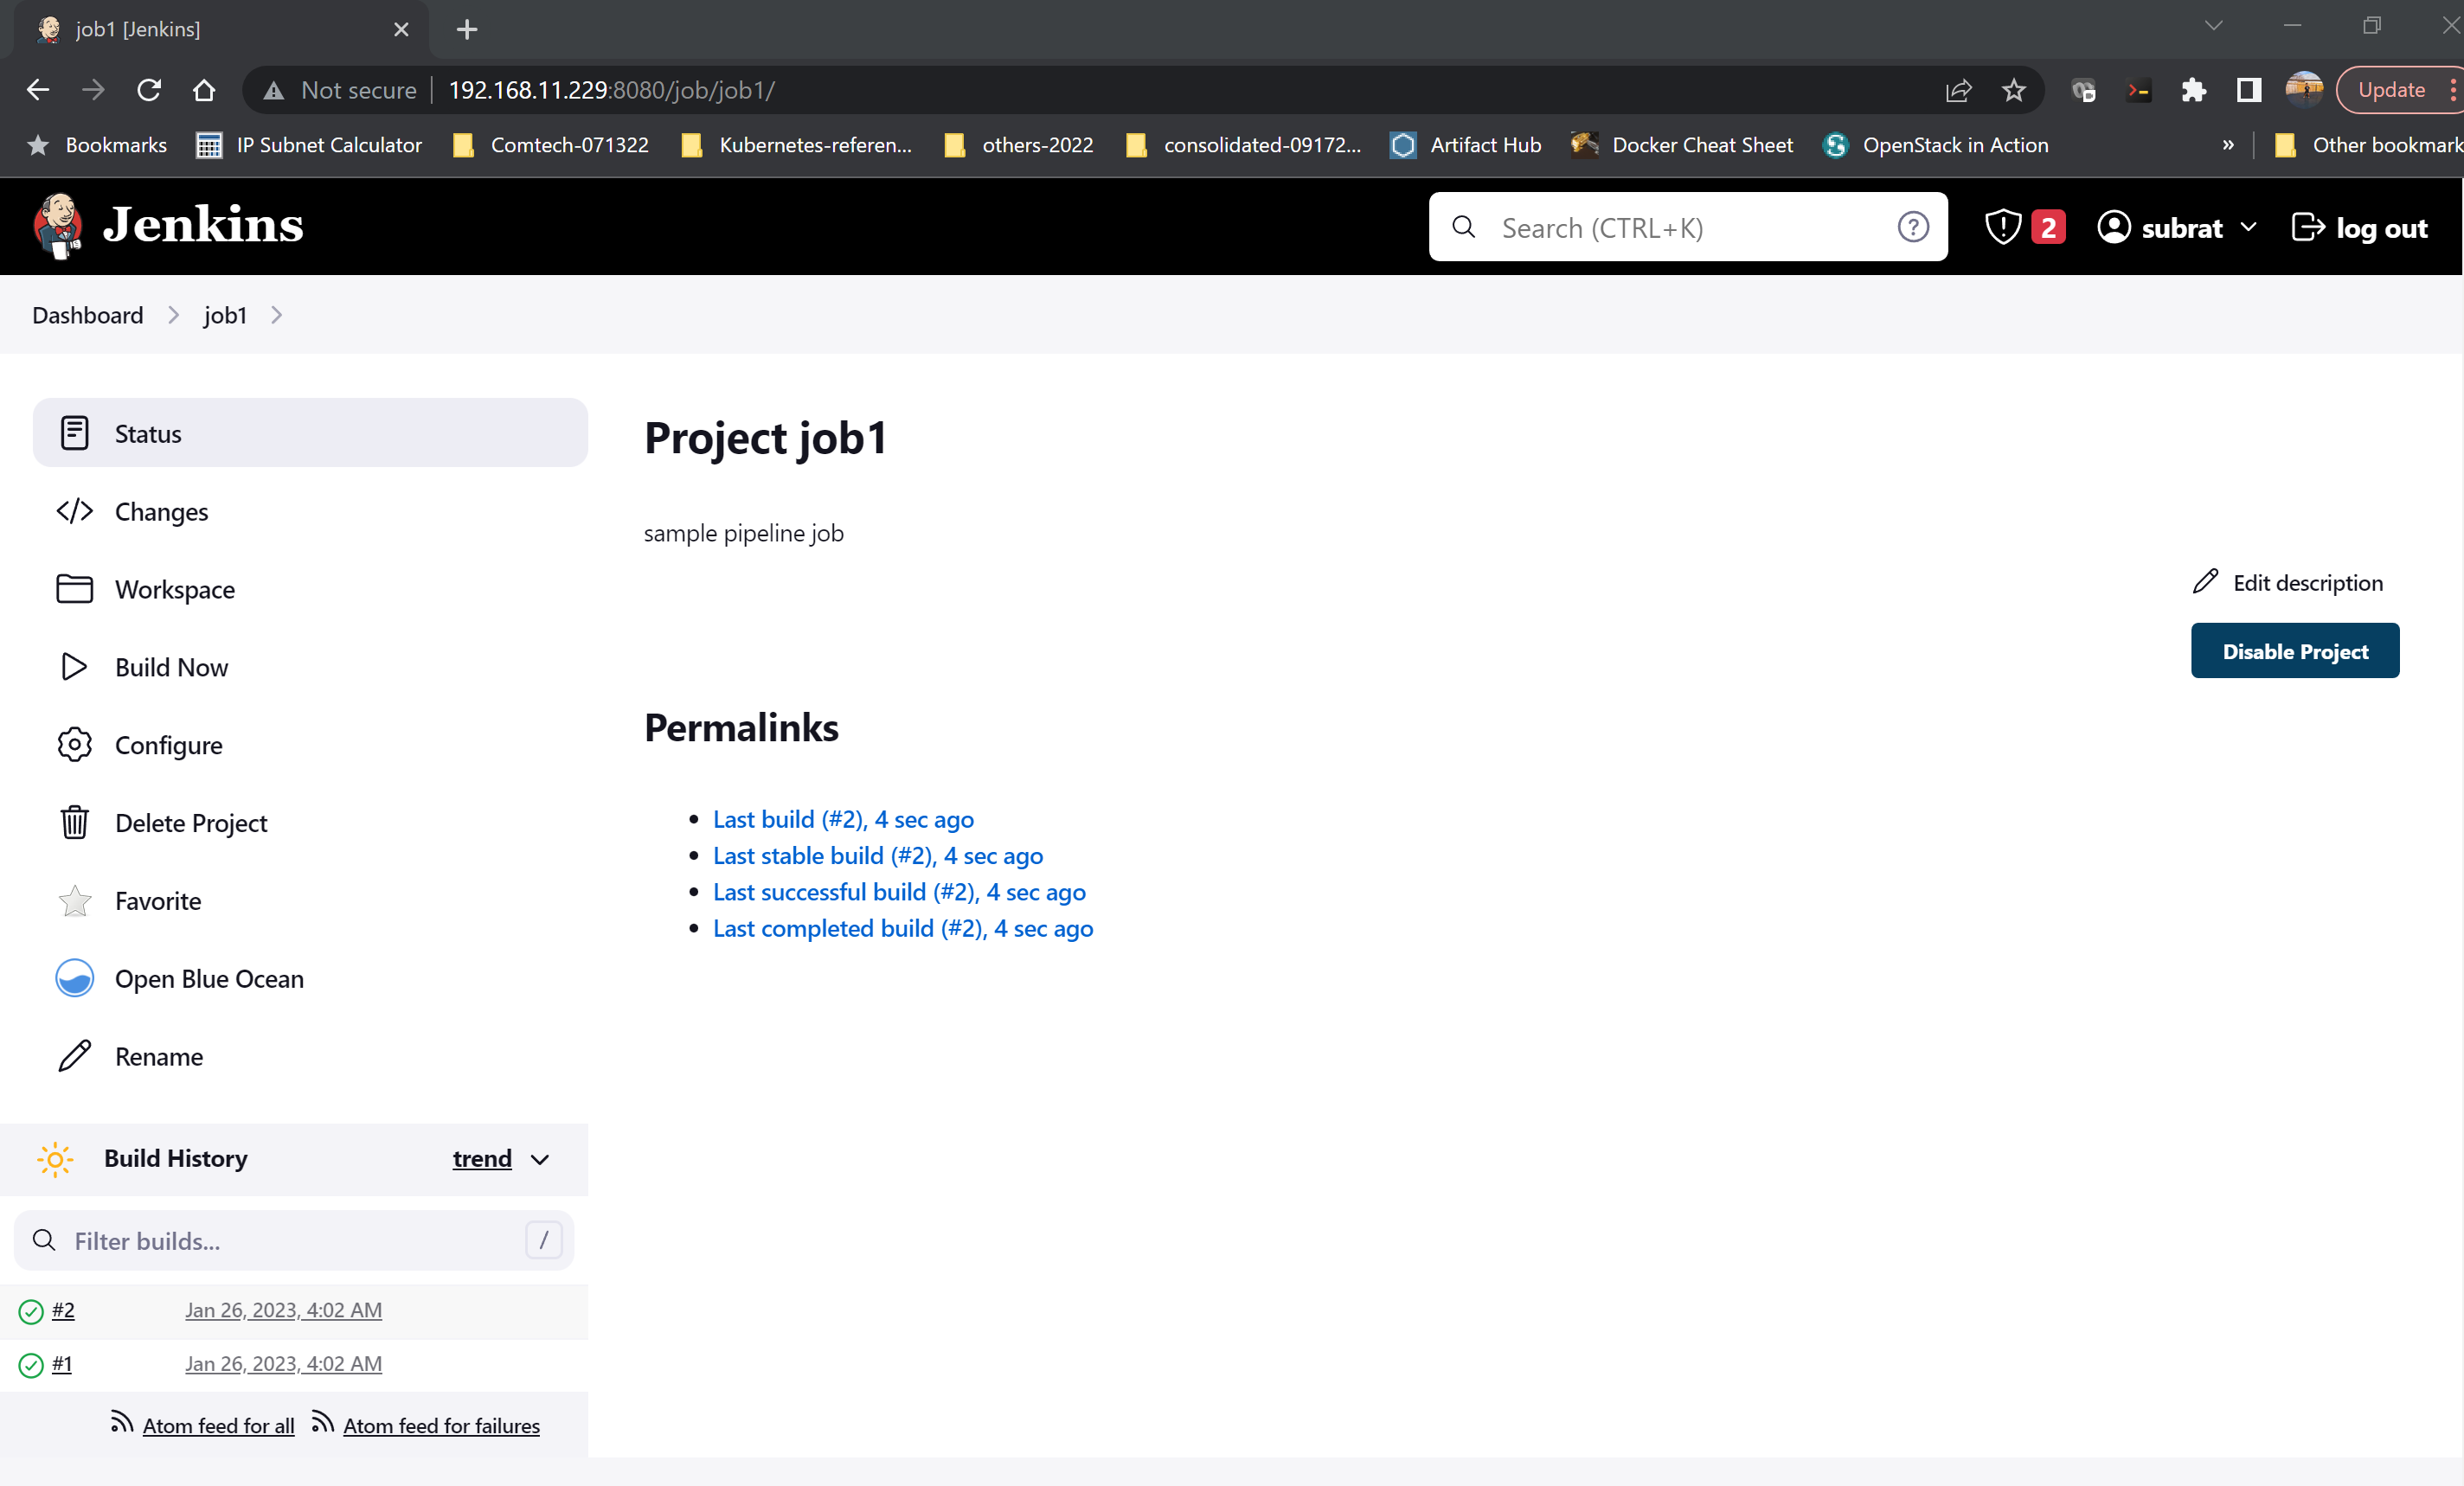 job1 [Jenkins]
Not secure 192.168.11.229:8080/job/job1/
Update
Bookmarks IP Subnet Calculator Comtech-071322 Kubernetes-referen... others-2022 consolidated-09172... Artifact Hub Docker Cheat Sheet OpenStack in Action » Other bookmark
Jenkins
Search (CTRL+K) ? 2 subrat log out
Dashboard job1
Status
Changes
Workspace
Build Now
Configure
Delete Project
Favorite
Open Blue Ocean
Rename
Build History trend
Filter builds... /
#2 Jan 26, 2023, 4:02 AM
#1 Jan 26, 2023, 4:02 AM
Atom feed for all Atom feed for failures
Project job1
sample pipeline job
Edit description
Disable Project
Permalinks
Last build (#2), 4 sec ago
Last stable build (#2), 4 sec ago
Last successful build (#2), 4 sec ago
Last completed build (#2), 4 sec ago